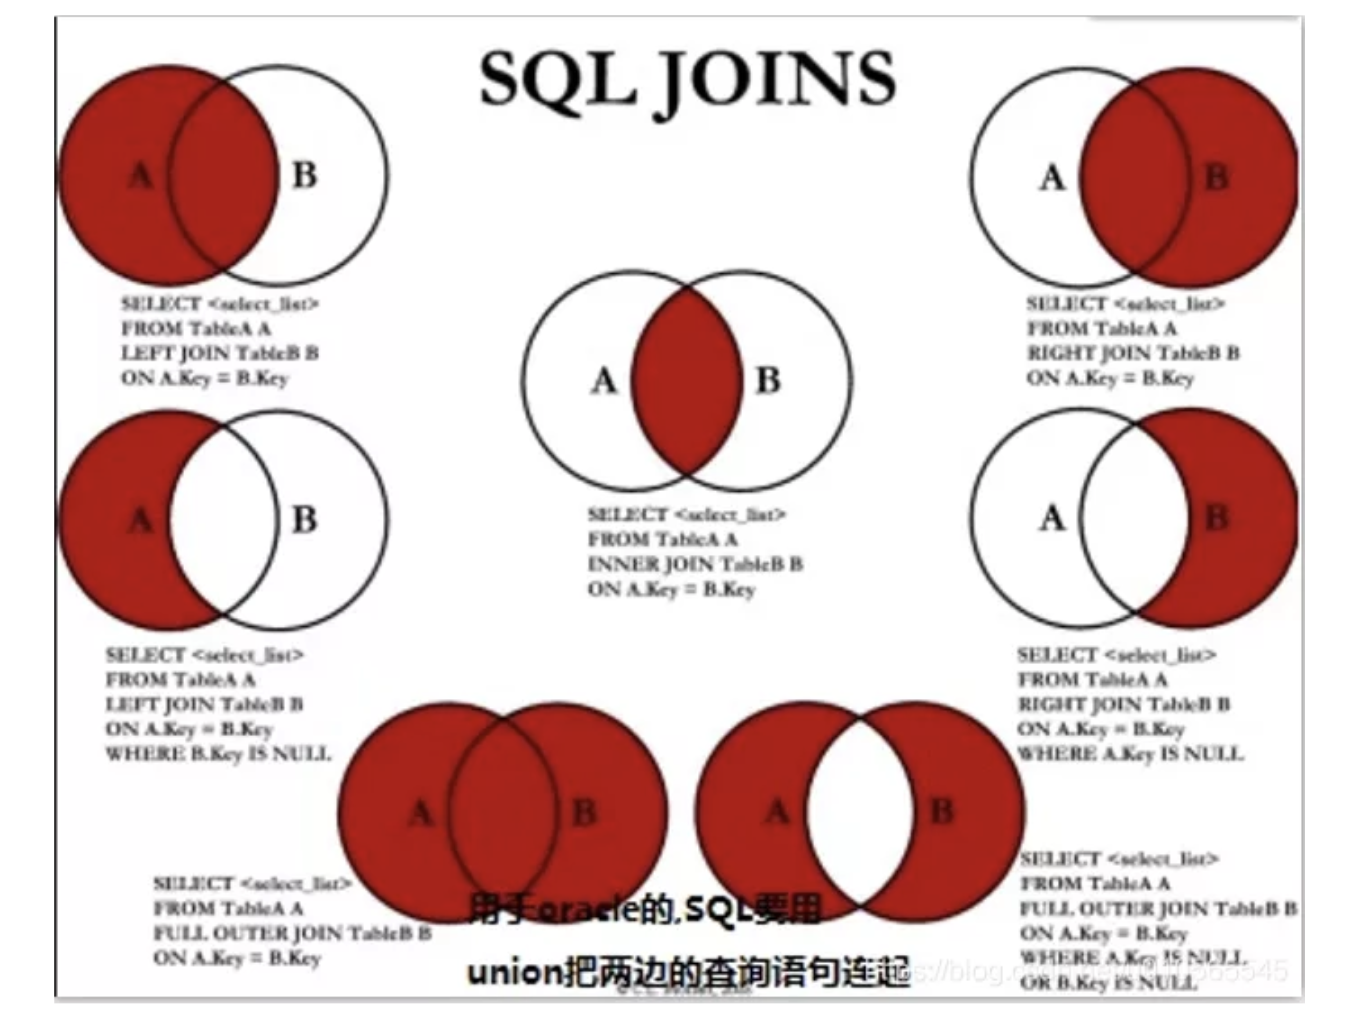 SQL JOINS
A
B
SELECT <select_list>
FROM TableA A
LEFT JOIN TableB B
ON A.Key = B.Key
A
B
SELECT <select_list>
FROM TableA A
RIGHT JOIN TableB B
ON A.Key = B.Key
A
B
SELECT <select_list>
FROM TableA A
INNER JOIN TableB B
ON A.Key = B.Key
A
B
SELECT <select_list>
FROM TableA A
LEFT JOIN TableB B
ON A.Key = B.Key
WHERE B.Key IS NULL
A
B
SELECT <select_list>
FROM TableA A
RIGHT JOIN TableB B
ON A.Key = B.Key
WHERE A.Key IS NULL
A
B
SELECT <select_list>
FROM TableA A
FULL OUTER JOIN TableB B
ON A.Key = B.Key
A
B
SELECT <select_list>
FROM TableA A
FULL OUTER JOIN TableB B
ON A.Key = B.Key
WHERE A.Key IS NULL
OR B.Key IS NULL
用于oracle的,SQL要用
union把两边的查询语句连起